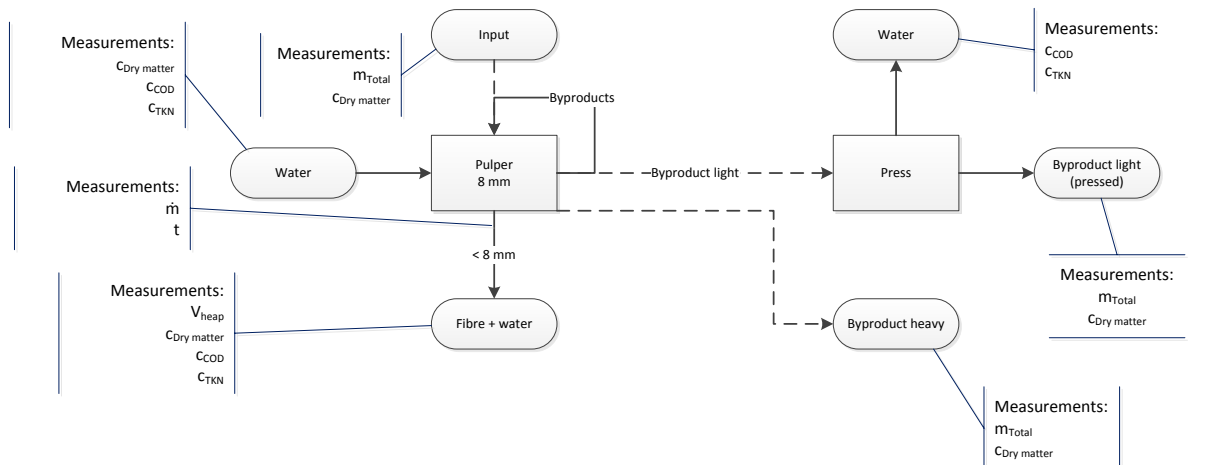 Measurements:
cDry matter
cCOD
cTKN
Measurements:
mTotal
cDry matter
Input
Water
Measurements:
cCOD
cTKN
Byproducts
Water
Pulper
8 mm
Byproduct light
Press
Byproduct light
(pressed)
Measurements:
ṁ
t
< 8 mm
Measurements:
mTotal
cDry matter
Measurements:
Vheap
cDry matter
cCOD
cTKN
Fibre + water
Byproduct heavy
Measurements:
mTotal
cDry matter